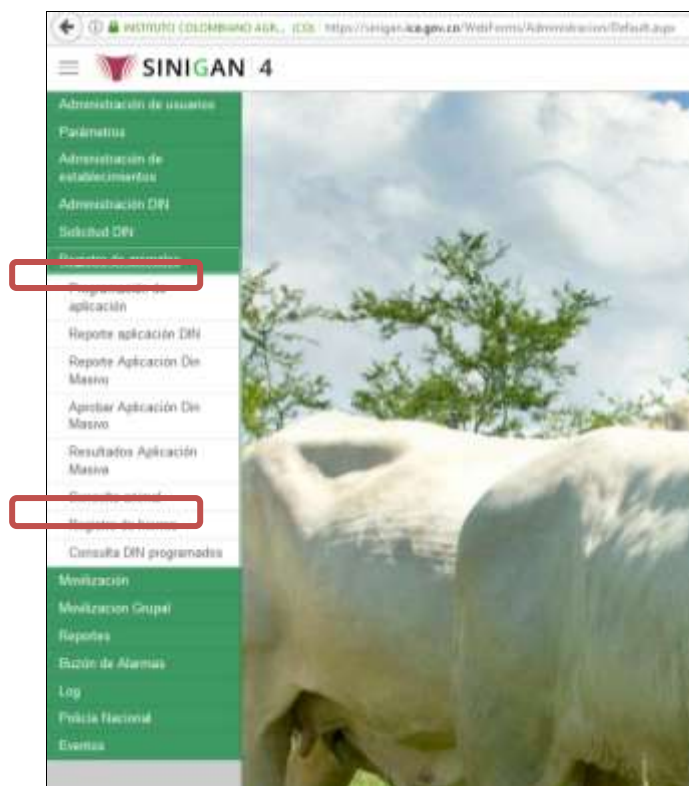 INSTITUTO COLOMBIANO AGR... (CO) https://sinigan.ica.gov.co/WebForms/Administracion/Default.aspx
SINIGAN 4
Administración de usuarios
Parámetros
Administración de
establecimientos
Administración DIN
Solicitud DIN
Registro de animales
Programación de
aplicación
Reporte aplicación DIN
Reporte Aplicación Din
Masivo
Aprobar Aplicación Din
Masivo
Resultados Aplicación
Masiva
Consulta animal
Registro de
Consulta DIN programados
Movilización
Movilizacion Grupal
Reportes
Buzón de Alarmas
Log
Policia Nacional
Eventos